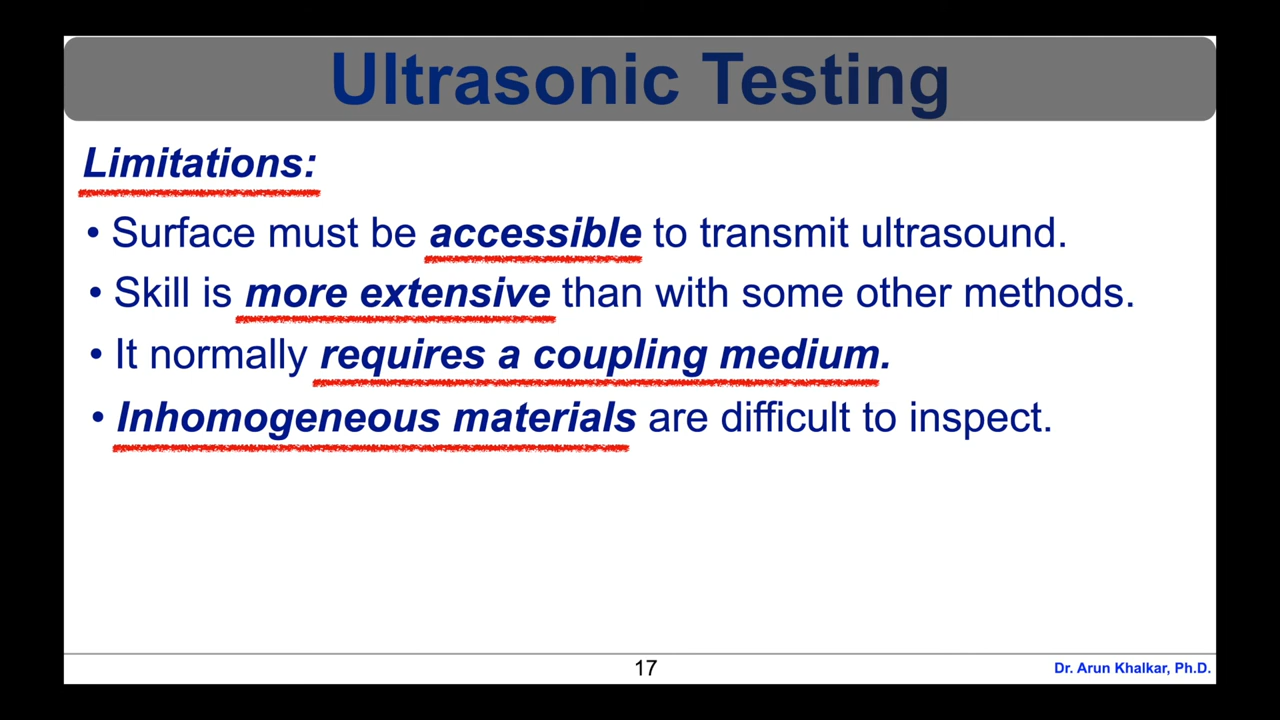 Ultrasonic Testing
Limitations:
• Surface must be accessible to transmit ultrasound.
• Skill is more extensive than with some other methods.
• It normally requires a coupling medium.
• Inhomogeneous materials are difficult to inspect.
17
Dr. Arun Khalkar, Ph.D.